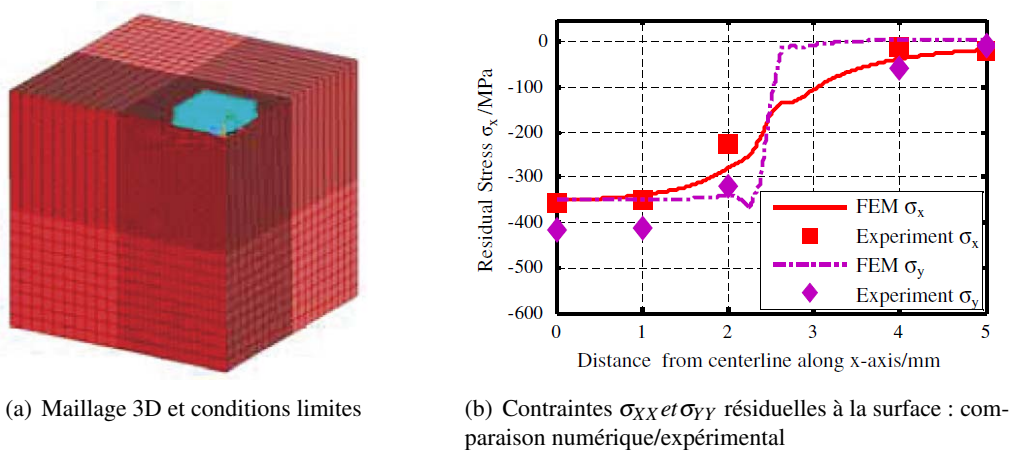 Residual Stress σx /MPa
0
-100
-200
-300
-400
-500
-600
0
1
2
3
4
5
FEM σx
Experiment σx
FEM σy
Experiment σy
Distance from centerline along x-axis/mm
(a) Maillage 3D et conditions limites
(b) Contraintes σXX et σYY résiduelles à la surface : com-
paraison numérique/expérimental